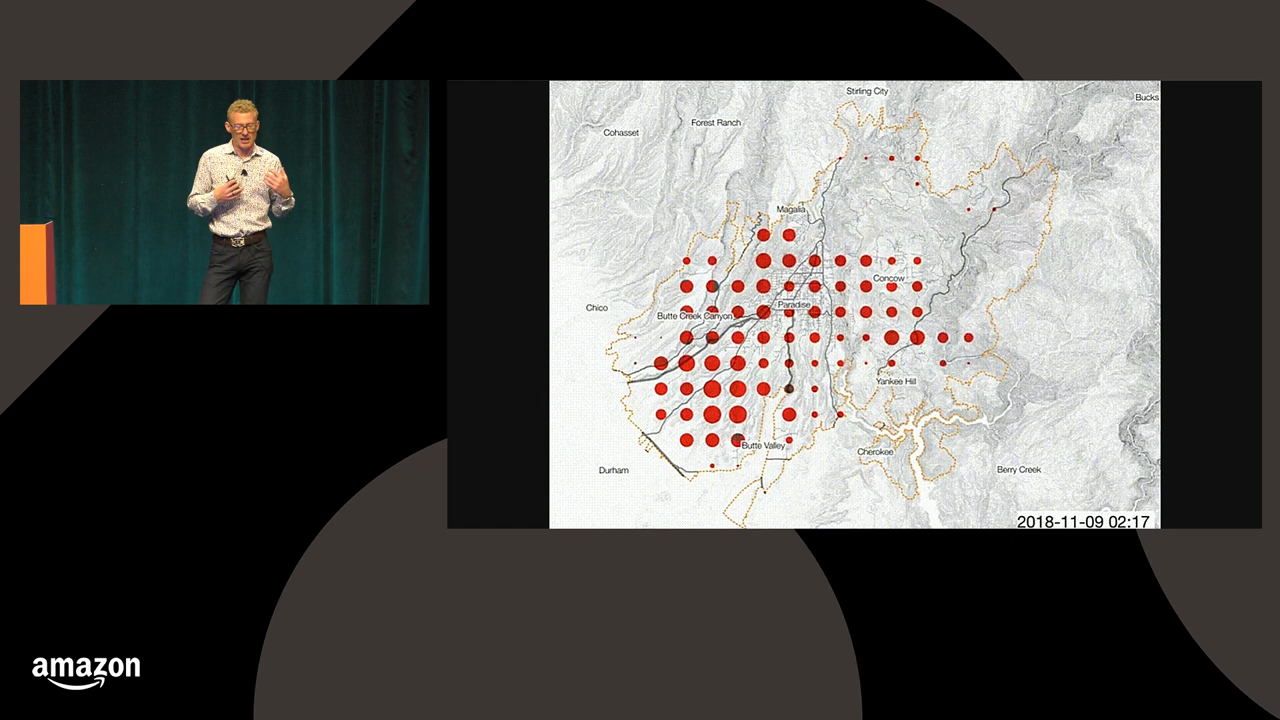 Stirling City
Bucks
Forest Ranch
Cohasset
Magalia
Concow
Paradise
Chico
Butte Creek Canyon
Yankee Hill
Butte Valley
Cherokee
Durham
Berry Creek
2018-11-09 02:17
amazon